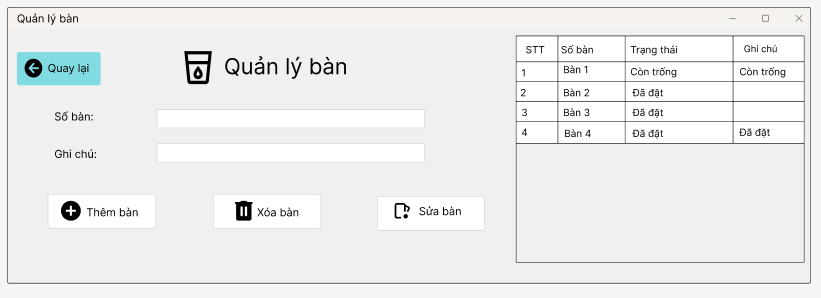 Quản lý bàn
Quay lại
Quản lý bàn
Số bàn:
Ghi chú:
Thêm bàn
Xóa bàn
Sửa bàn
STT Số bàn Trạng thái Ghi chú
1 Bàn 1 Còn trống Còn trống
2 Bàn 2 Đã đặt
3 Bàn 3 Đã đặt
4 Bàn 4 Đã đặt Đã đặt